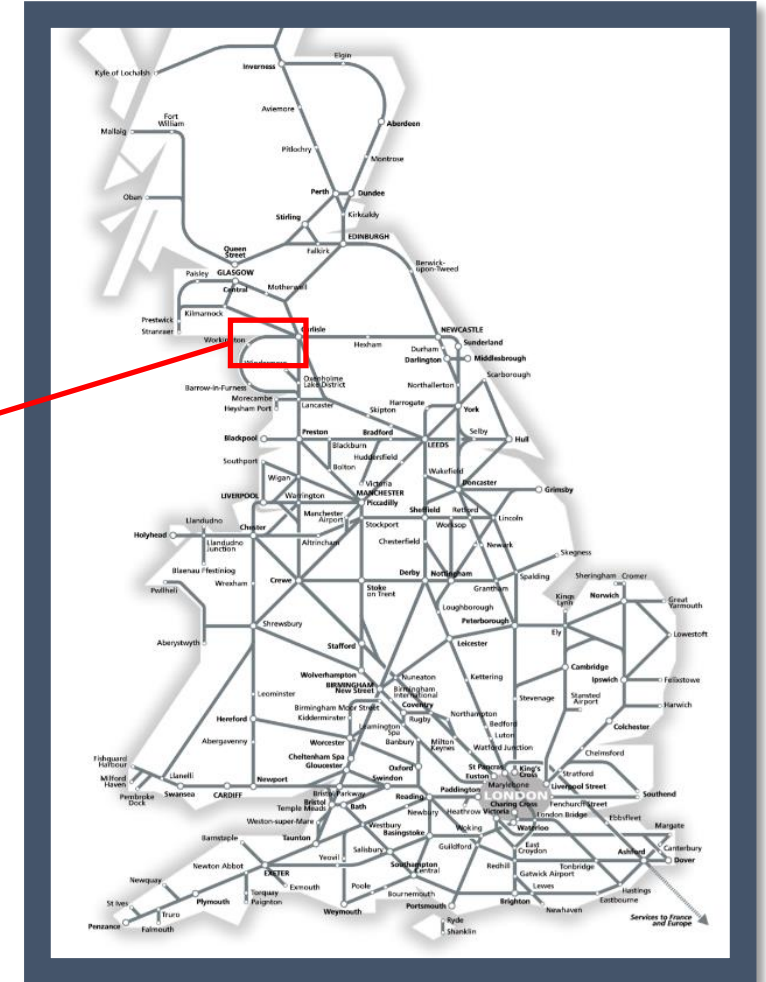 Elgin
Inverness
Kyle of Lochalsh
Aviemore
Fort
William
Aberdeen
Mallaig
Pitlochry
Montrose
Perth
Dundee
Oban
Stirling
Kirkcaldy
EDINBURGH
Queen
Street
Falkirk
Berwick-
upon-Tweed
Paisley
GLASGOW
Central
Motherwell
Kilmarnock
Prestwick
Stranraer
Carlisle
NEWCASTLE
Workington
Hexham
Sunderland
Durham
Windermere
Darlington
Middlesbrough
Oxenholme
Lake District
Scarborough
Barrow-in-Furness
Northallerton
Morecambe
Heysham Port
Lancaster
Harrogate
Skipton
York
Blackpool
Preston
Bradford
Selby
Hull
Blackburn
LEEDS
Huddersfield
Southport
Bolton
Wakefield
Wigan
Victoria
Doncaster
LIVERPOOL
Warrington
MANCHESTER
Piccadilly
Grimsby
Manchester
Airport
Sheffield
Retford
Llandudno
Stockport
Worksop
Lincoln
Holyhead
Chester
Llandudno
Junction
Altrincham
Chesterfield
Newark
Skegness
Blaenau Ffestiniog
Wrexham
Crewe
Stoke
on Trent
Derby
Nottingham
Spalding
Sheringham
Cromer
Pwllheli
Grantham
Kings
Lynn
Norwich
Great
Yarmouth
Loughborough
Shrewsbury
Peterborough
Aberystwyth
Stafford
Leicester
Ely
Lowestoft
Wolverhampton
Nuneaton
Kettering
Cambridge
BIRMINGHAM
New Street
Birmingham
International
Ipswich
Felixstowe
Leominster
Birmingham Moor Street
Coventry
Stevenage
Stansted
Airport
Harwich
Kidderminster
Rugby
Northampton
Hereford
Leamington
Spa
Bedford
Colchester
Abergavenny
Worcester
Banbury
Milton
Keynes
Luton
Watford Junction
Chelmsford
Cheltenham Spa
Gloucester
Oxford
St Pancras
King's
Cross
Stratford
Fishguard
Harbour
Euston
Milford
Haven
Llanelli
Newport
Swindon
Paddington
Marylebone
Liverpool Street
Pembroke
Dock
Swansea
CARDIFF
Bristol Parkway
Reading
LONDON
Southend
Bristol
Temple Meads
Bath
Heathrow
Victoria
Charing Cross
Fenchurch Street
Weston-super-Mare
Newbury
London Bridge
Ebbsfleet
Barnstaple
Westbury
Basingstoke
Woking
Waterloo
Margate
Taunton
Yeovil
Salisbury
Guildford
East
Croydon
Canterbury
Newton Abbot
Southampton
Central
Redhill
Tonbridge
Ashford
Dover
EXETER
Gatwick Airport
Newquay
Exmouth
Poole
Lewes
Hastings
St Ives
Plymouth
Torquay
Paignton
Bournemouth
Eastbourne
Truro
Weymouth
Portsmouth
Brighton
Newhaven
Penzance
Falmouth
Ryde
Shanklin
Services to France
and Europe